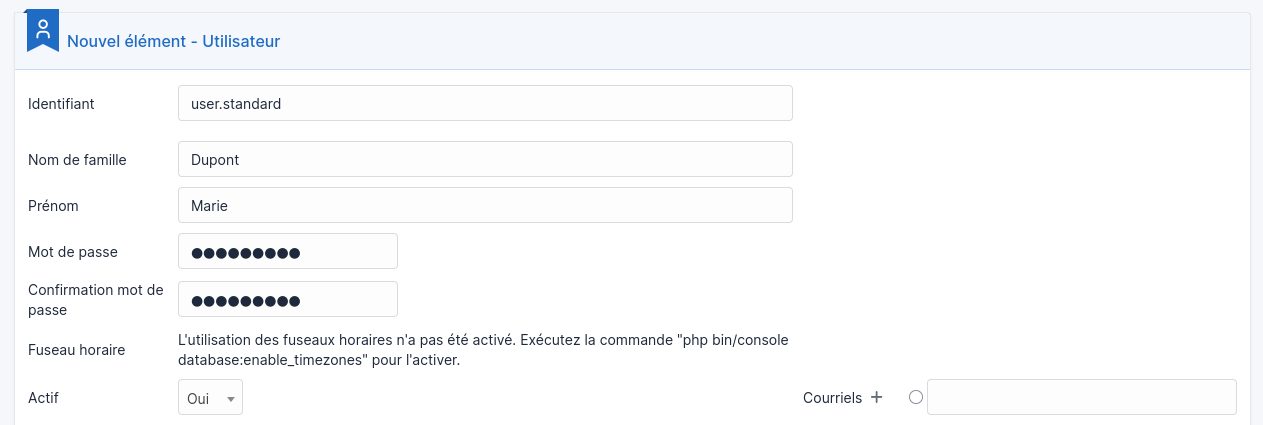 Nouvel élément - Utilisateur
Identifiant
user.standard
Nom de famille
Dupont
Prénom
Marie
Mot de passe
●●●●●●●●●
Confirmation mot de
passe
●●●●●●●●●
Fuseau horaire
L'utilisation des fuseaux horaires n'a pas été activé. Exécutez la commande "php bin/console
database:enable_timezones" pour l'activer.
Actif
Oui
Courriels +